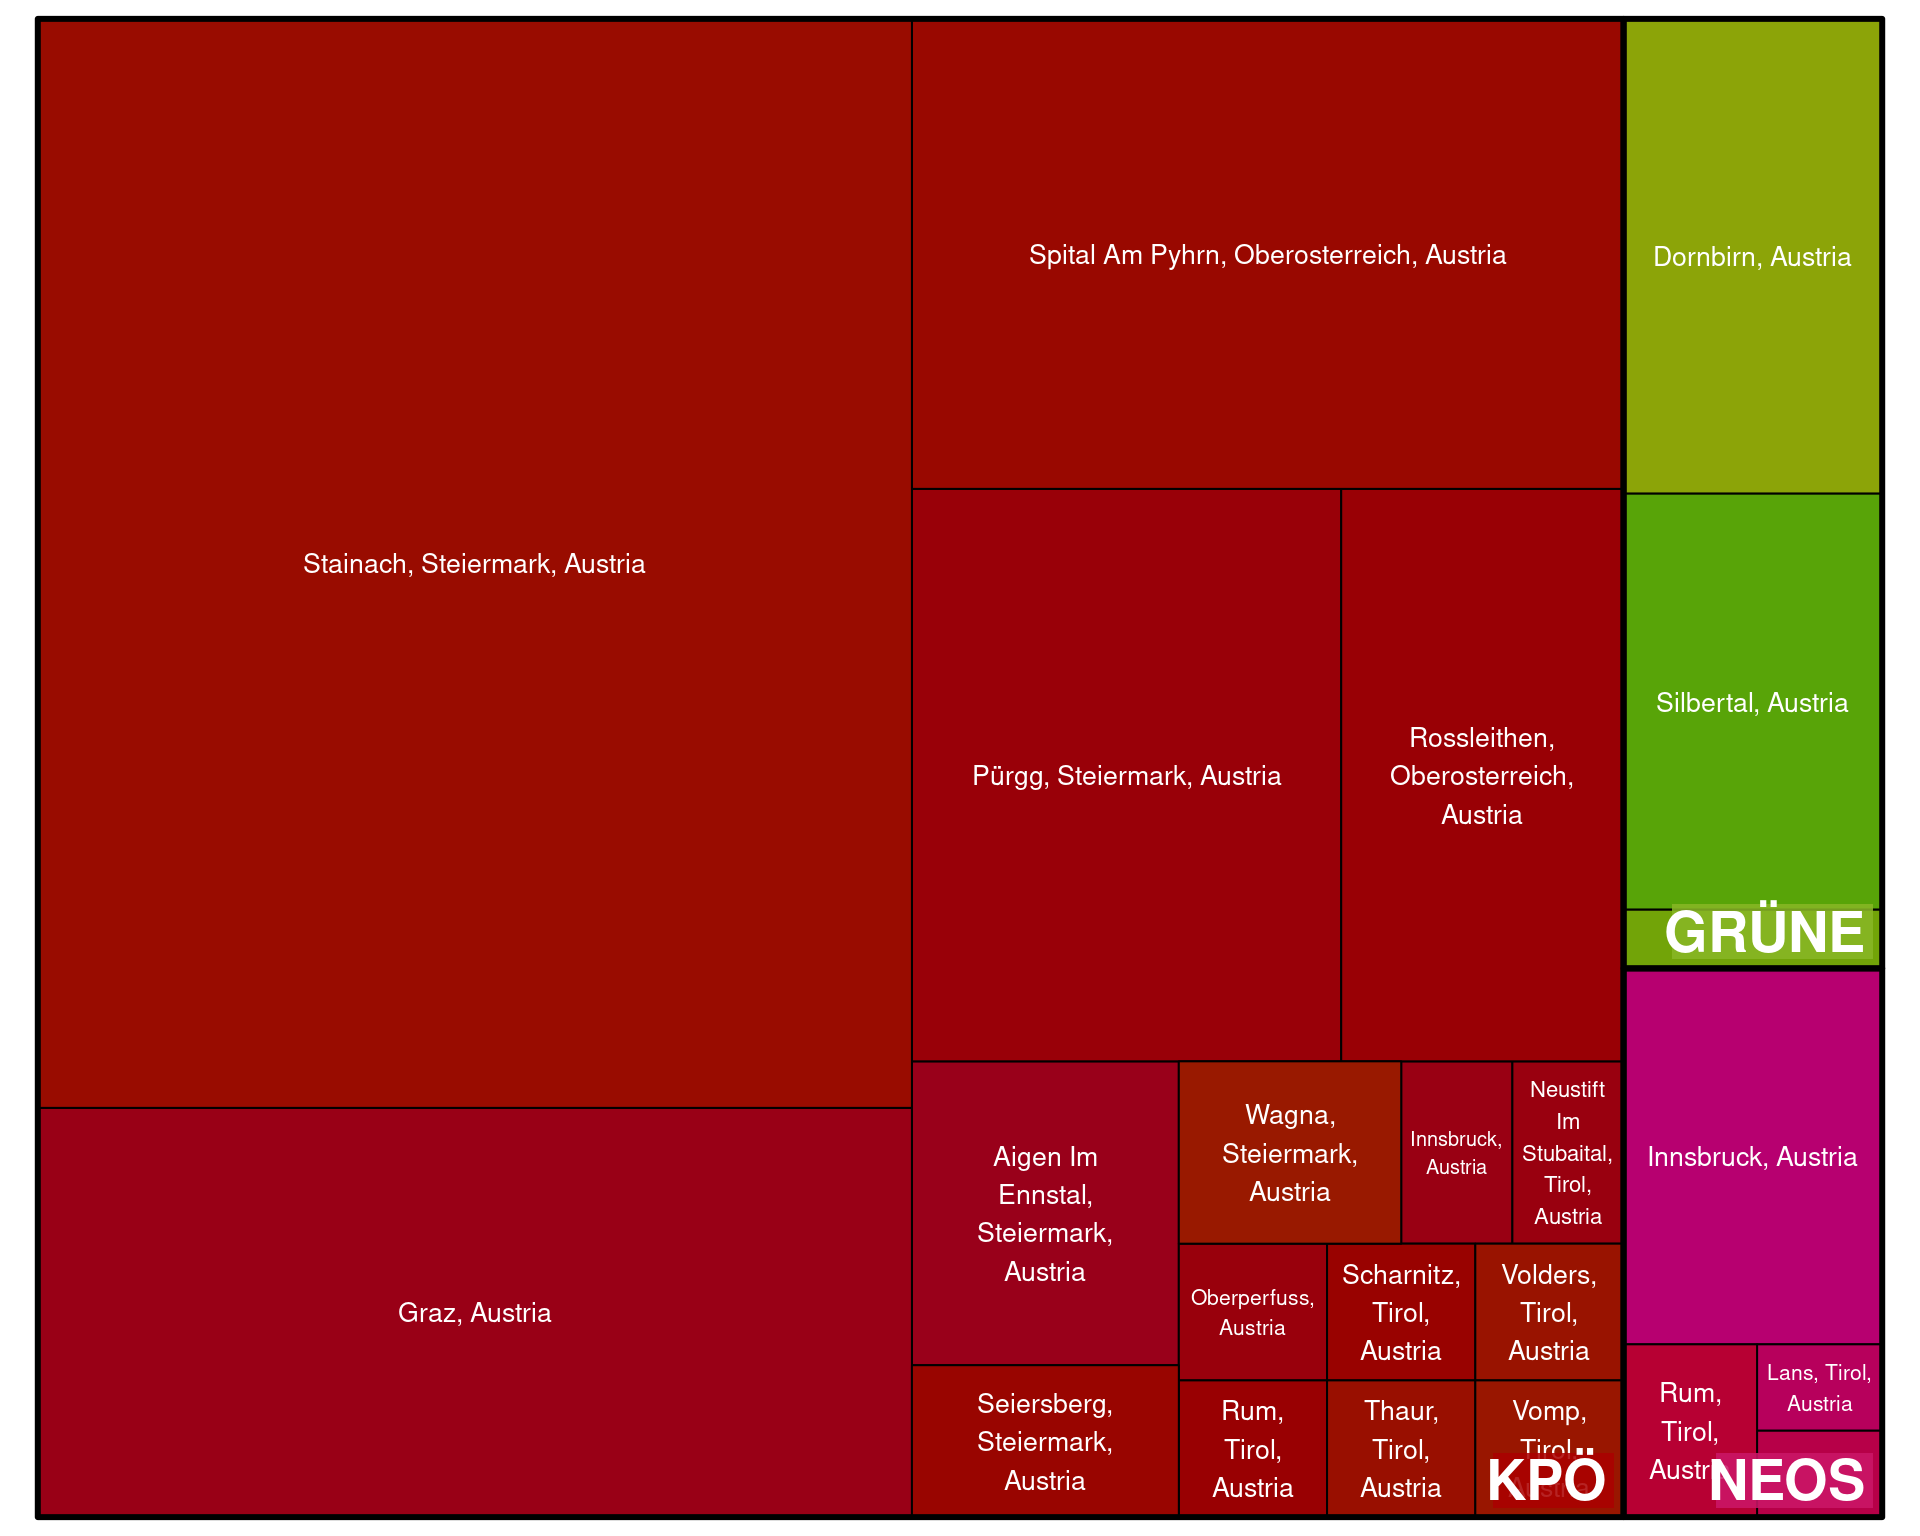 Stainach, Steiermark, Austria
Graz, Austria
Spital Am Pyhrn, Oberosterreich, Austria
Pürgg, Steiermark, Austria
Rossleithen,
Oberosterreich,
Austria
Aigen Im
Ennstal,
Steiermark,
Austria
Seiersberg,
Steiermark,
Austria
Wagna,
Steiermark,
Austria
Innsbruck,
Austria
Neustift
Im
Stubaital,
Tirol,
Austria
Oberperfuss,
Austria
Scharnitz,
Tirol,
Austria
Volders,
Tirol,
Austria
Rum,
Tirol,
Austria
Thaur,
Tirol,
Austria
Vomp,
Tirol,
Austria
KPÖ
Dornbirn, Austria
Silbertal, Austria
GRÜNE
Innsbruck, Austria
Rum,
Tirol,
Austria
Lans, Tirol,
Austria
NEOS